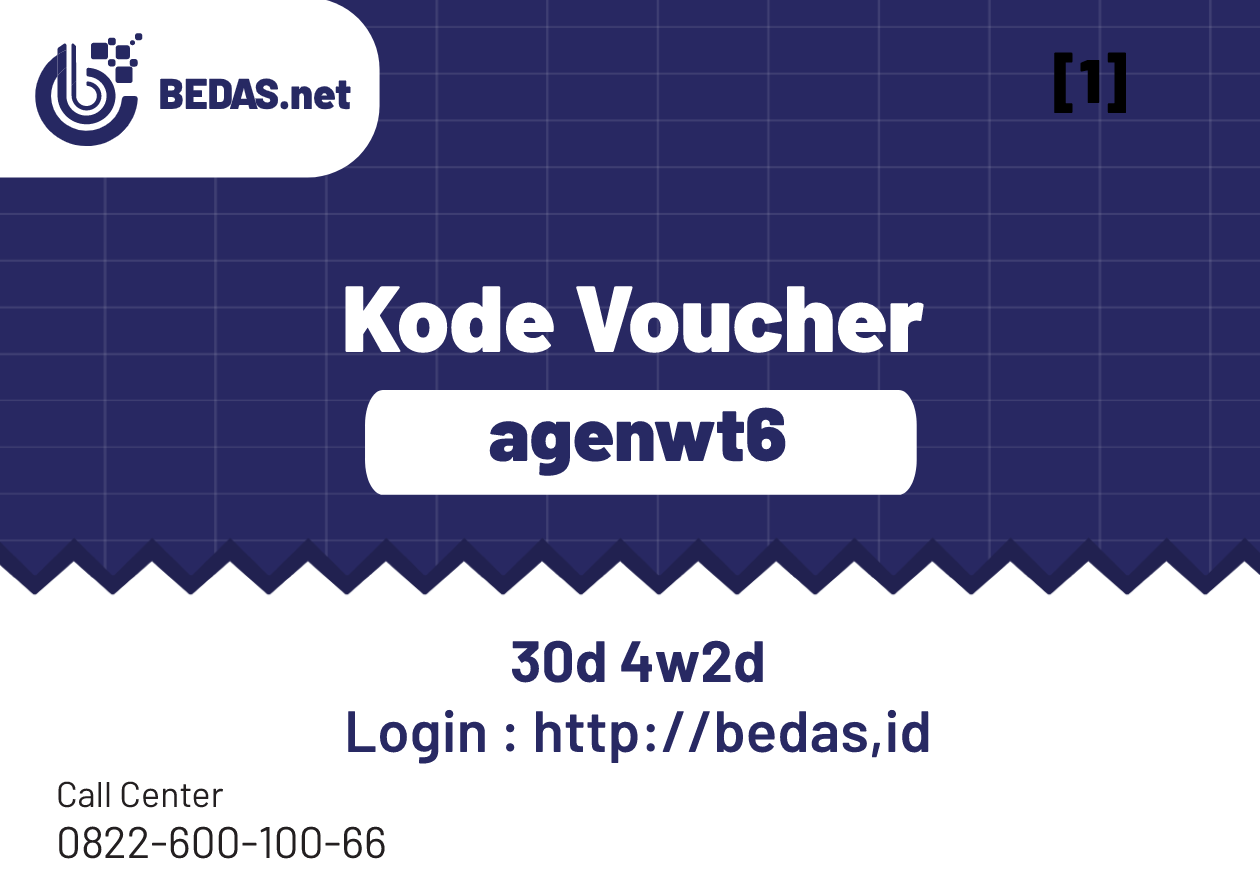 BEDAS.net
[1]
Kode Voucher
agenwt6
30d 4w2d
Login : http://bedas,id
Call Center
0822-600-100-66